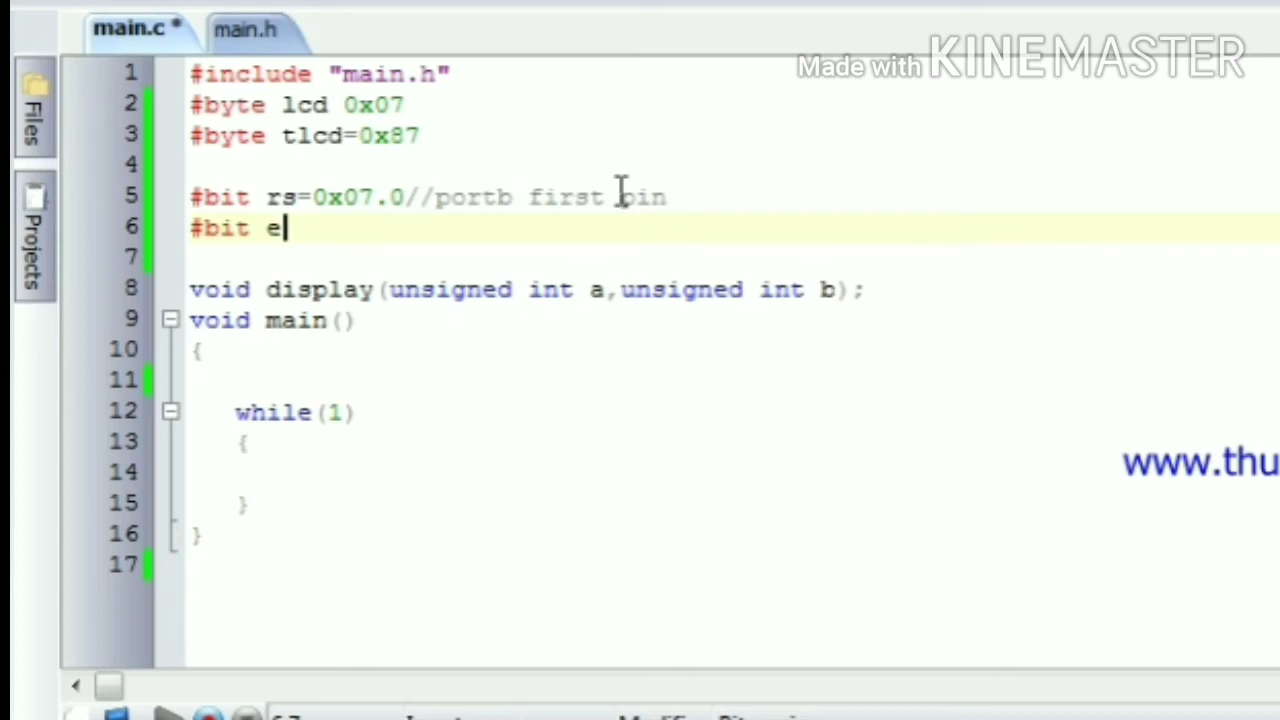 main.c *
main.h
Made with KINEMASTER
Files
Projects
1 #include "main.h"
2 #byte lcd 0x07
3 #byte tlcd=0x87
4
5 #bit rs=0x07.0//portb first pin
6 #bit e
7
8 void display(unsigned int a,unsigned int b);
9 void main()
10 {
11
12 while(1)
13 {
14
15 }
16 }
17
www.thu